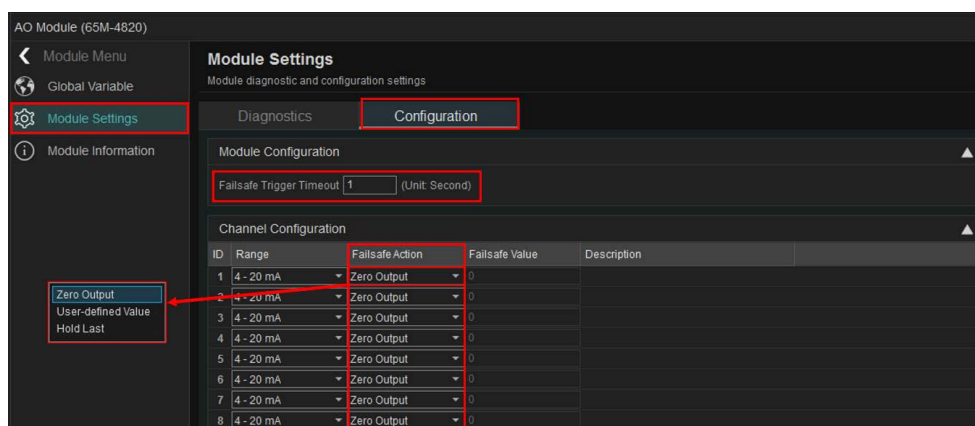 AO Module (65M-4820)
Module Menu
Global Variable
Module Settings
Module Information
Module Settings
Module diagnostic and configuration settings
Diagnostics
Configuration
Module Configuration
Failsafe Trigger Timeout 1 (Unit: Second)
Channel Configuration
ID Range Failsafe Action Failsafe Value Description
1 4 - 20 mA Zero Output 0
2 4 - 20 mA Zero Output 0
3 4 - 20 mA Zero Output 0
4 4 - 20 mA Zero Output 0
5 4 - 20 mA Zero Output 0
6 4 - 20 mA Zero Output 0
7 4 - 20 mA Zero Output 0
8 4 - 20 mA Zero Output 0
Zero Output
User-defined Value
Hold Last